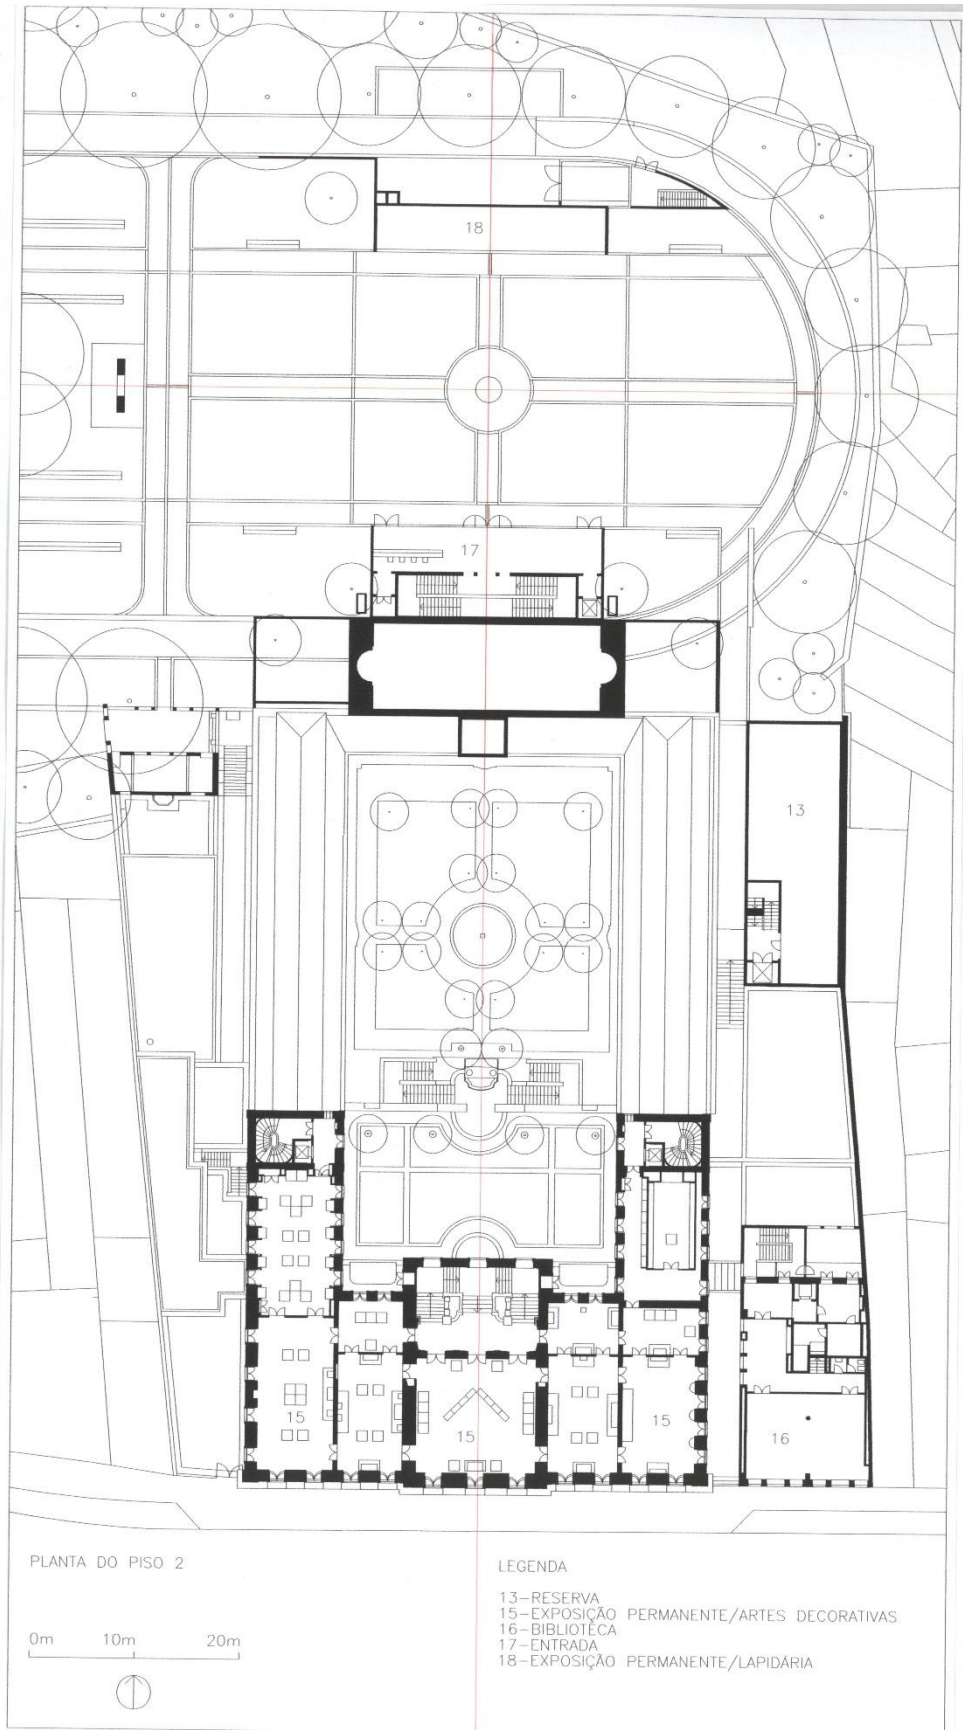 18
17
13
15
15
15
16
PLANTA DO PISO 2
0m 10m 20m
LEGENDA
13-RESERVA
15-EXPOSIÇÃO PERMANENTE/ARTES DECORATIVAS
16-BIBLIOTECA
17-ENTRADA
18-EXPOSIÇÃO PERMANENTE/LAPIDÁRIA